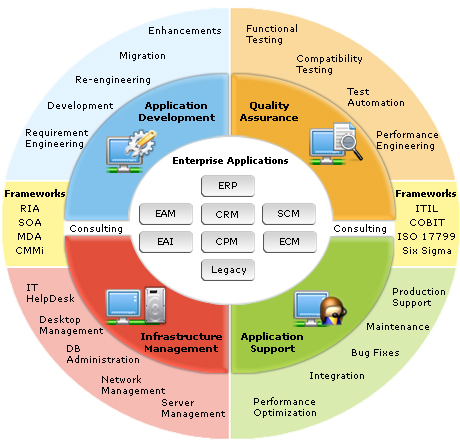 Enhancements
Migration
Re-engineering
Development
Requirement
Engineering
Functional
Testing
Compatibility
Testing
Test
Automation
Performance
Engineering
Application
Development
Quality
Assurance
Enterprise Applications
ERP
EAM
CRM
SCM
EAI
CPM
ECM
Legacy
Frameworks
RIA
SOA
MDA
CMMi
Consulting
Consulting
Frameworks
ITIL
COBIT
ISO 17799
Six Sigma
Infrastructure
Management
Application
Support
IT
HelpDesk
Desktop
Management
DB
Administration
Network
Management
Server
Management
Production
Support
Maintenance
Bug Fixes
Integration
Performance
Optimization